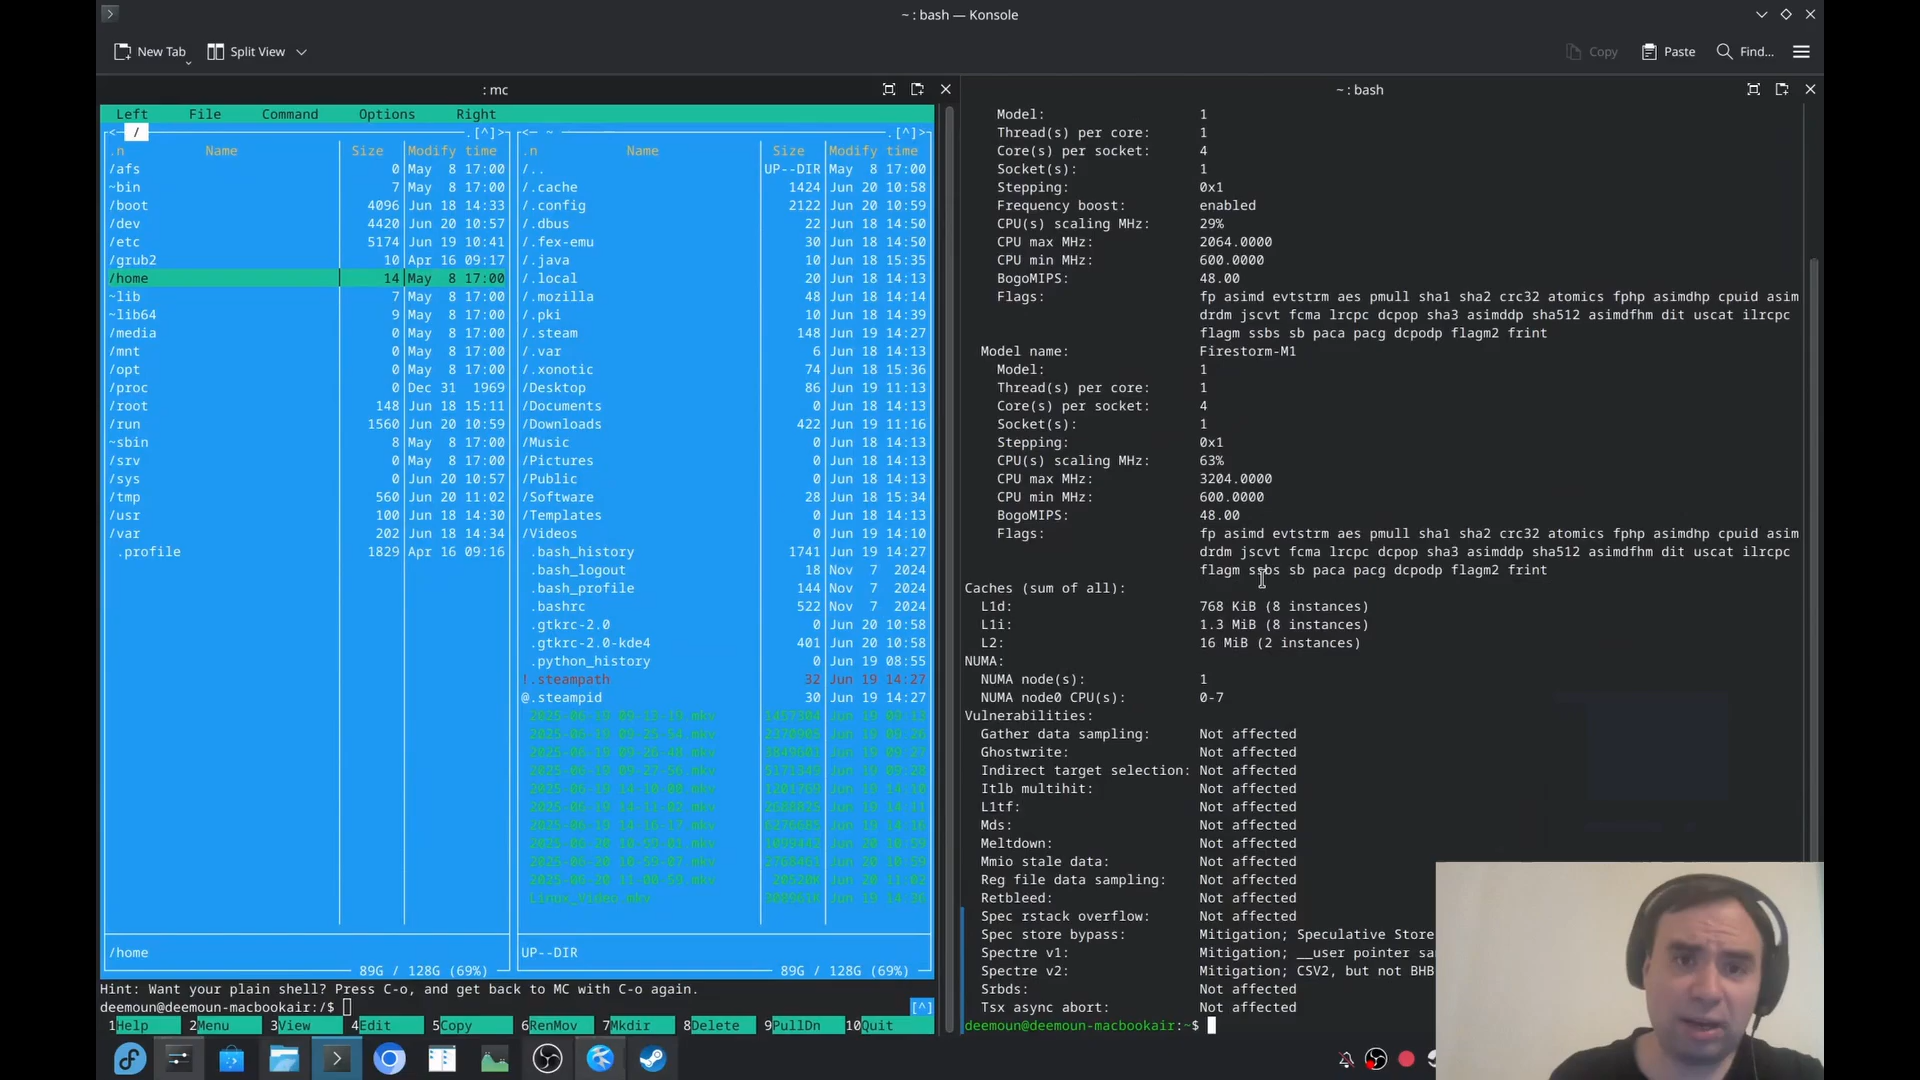 ~ : bash — Konsole
New Tab
Split View
Copy
Paste
Find...
: mc
Left File Command Options Right
<— / .[^]>
.n Name Size Modify time
/afs 0 May 8 17:00
~bin 7 May 8 17:00
/boot 4096 Jun 18 14:33
/dev 4420 Jun 20 10:57
/etc 5174 Jun 19 10:41
/grub2 10 Apr 16 09:17
/home 14 May 8 17:00
~lib 7 May 8 17:00
~lib64 9 May 8 17:00
/media 0 May 8 17:00
/mnt 0 May 8 17:00
/opt 0 May 8 17:00
/proc 0 Dec 31 1969
/root 148 Jun 18 15:11
/run 1560 Jun 20 10:59
~sbin 8 May 8 17:00
/srv 0 May 8 17:00
/sys 0 Jun 20 10:57
/tmp 560 Jun 20 11:02
/usr 100 Jun 18 14:30
/var 202 Jun 18 14:34
.profile 1829 Apr 16 09:16
/home
89G / 128G (69%)
<— ~ .[^]>
.n Name Size Modify time
/.. UP--DIR May 8 17:00
/.cache 1424 Jun 20 10:58
/.config 2122 Jun 20 10:59
/.dbus 22 Jun 18 14:50
/.fex-emu 30 Jun 18 14:50
/.java 10 Jun 18 15:35
/.local 20 Jun 18 14:13
/.mozilla 48 Jun 18 14:14
/.pki 10 Jun 18 14:39
/.steam 148 Jun 19 14:27
/.var 6 Jun 18 14:13
/.xonotic 74 Jun 18 15:36
/Desktop 86 Jun 19 11:13
/Documents 0 Jun 18 14:13
/Downloads 422 Jun 19 11:16
/Music 0 Jun 18 14:13
/Pictures 0 Jun 18 14:13
/Public 0 Jun 18 14:13
/Software 28 Jun 18 15:34
/Templates 0 Jun 18 14:13
/Videos 0 Jun 19 14:10
.bash_history 1741 Jun 19 14:27
.bash_logout 18 Nov 7 2024
.bash_profile 144 Nov 7 2024
.bashrc 522 Nov 7 2024
.gtkrc-2.0 0 Jun 20 10:58
.gtkrc-2.0-kde4 401 Jun 20 10:58
.python_history 0 Jun 19 08:55
!.steampath 32 Jun 19 14:27
@.steampid 30 Jun 19 14:27
Linux_Video.mkv
UP--DIR
89G / 128G (69%)
Hint: Want your plain shell? Press C-o, and get back to MC with C-o again.
deemoun@deemoun-macbookair:/$ [^]
1Help 2Menu 3View 4Edit 5Copy 6RenMov 7Mkdir 8Delete 9PullDn 10Quit
~ : bash
Model: 1
Thread(s) per core: 1
Core(s) per socket: 4
Socket(s): 1
Stepping: 0x1
Frequency boost: enabled
CPU(s) scaling MHz: 29%
CPU max MHz: 2064.0000
CPU min MHz: 600.0000
BogoMIPS: 48.00
Flags: fp asimd evtstrm aes pmull sha1 sha2 crc32 atomics fphp asimdhp cpuid asim
drdm jscvt fcma lrcpc dcpop sha3 asimddp sha512 asimdfhm dit uscat ilrcpc
flagm ssbs sb paca pacg dcpodp flagm2 frint
Model name: Firestorm-M1
Model: 1
Thread(s) per core: 1
Core(s) per socket: 4
Socket(s): 1
Stepping: 0x1
CPU(s) scaling MHz: 63%
CPU max MHz: 3204.0000
CPU min MHz: 600.0000
BogoMIPS: 48.00
Flags: fp asimd evtstrm aes pmull sha1 sha2 crc32 atomics fphp asimdhp cpuid asim
drdm jscvt fcma lrcpc dcpop sha3 asimddp sha512 asimdfhm dit uscat ilrcpc
flagm ssbs sb paca pacg dcpodp flagm2 frint
Caches (sum of all):
L1d: 768 KiB (8 instances)
L1i: 1.3 MiB (8 instances)
L2: 16 MiB (2 instances)
NUMA:
NUMA node(s): 1
NUMA node0 CPU(s): 0-7
Vulnerabilities:
Gather data sampling: Not affected
Ghostwrite: Not affected
Indirect target selection: Not affected
Itlb multihit: Not affected
L1tf: Not affected
Mds: Not affected
Meltdown: Not affected
Mmio stale data: Not affected
Reg file data sampling: Not affected
Retbleed: Not affected
Spec rstack overflow: Not affected
Spec store bypass: Mitigation; Speculative Store
Spectre v1: Mitigation; __user pointer sa
Spectre v2: Mitigation; CSV2, but not BHB
Srbds: Not affected
Tsx async abort: Not affected
deemoun@deemoun-macbookair:~$